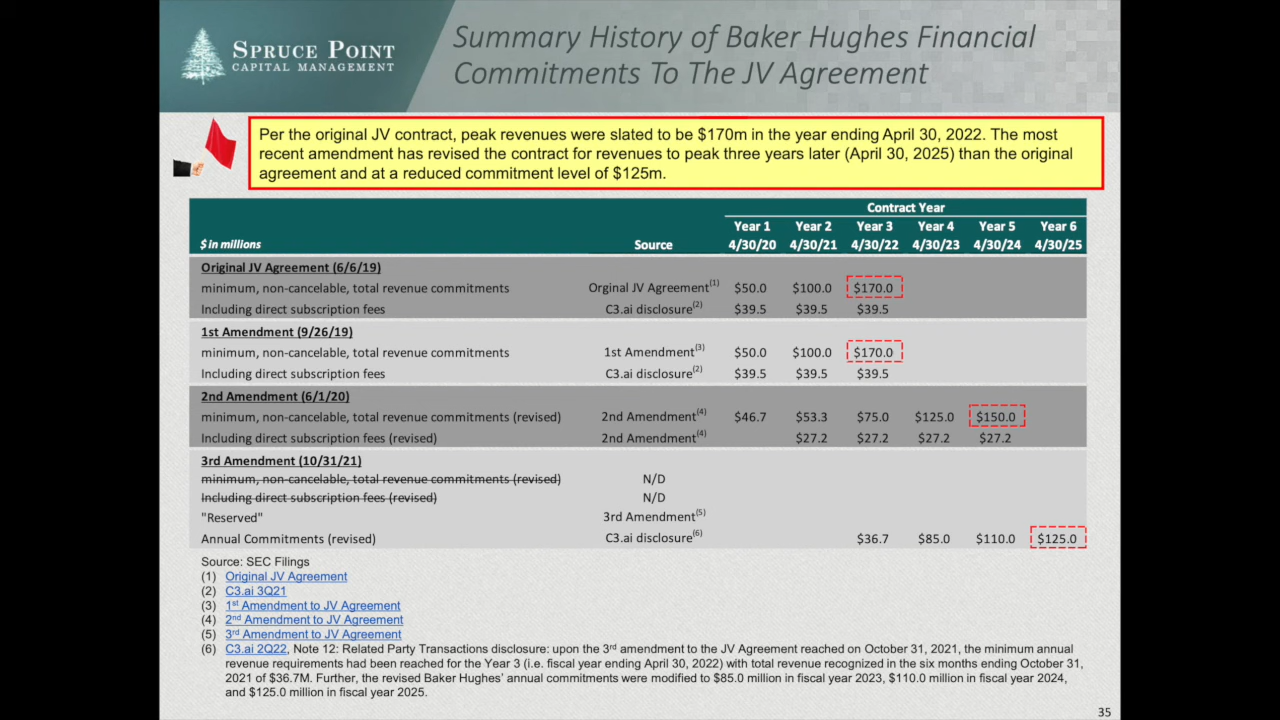 SPRUCE POINT
CAPITAL MANAGEMENT
Summary History of Baker Hughes Financial
Commitments To The JV Agreement
Per the original JV contract, peak revenues were slated to be $170m in the year ending April 30, 2022. The most
recent amendment has revised the contract for revenues to peak three years later (April 30, 2025) than the original
agreement and at a reduced commitment level of $125m.
Contract Year
Year 1 Year 2 Year 3 Year 4 Year 5 Year 6
$ in millions Source 4/30/20 4/30/21 4/30/22 4/30/23 4/30/24 4/30/25
Original JV Agreement (6/6/19)
minimum, non-cancelable, total revenue commitments Orginal JV Agreement(1) $50.0 $100.0 $170.0
Including direct subscription fees C3.ai disclosure(2) $39.5 $39.5 $39.5
1st Amendment (9/26/19)
minimum, non-cancelable, total revenue commitments 1st Amendment(3) $50.0 $100.0 $170.0
Including direct subscription fees C3.ai disclosure(2) $39.5 $39.5 $39.5
2nd Amendment (6/1/20)
minimum, non-cancelable, total revenue commitments (revised) 2nd Amendment(4) $46.7 $53.3 $75.0 $125.0 $150.0
Including direct subscription fees (revised) 2nd Amendment(4) $27.2 $27.2 $27.2 $27.2
3rd Amendment (10/31/21)
minimum, non-cancelable, total revenue commitments (revised) N/D
Including direct subscription fees (revised) N/D
"Reserved" 3rd Amendment(5)
Annual Commitments (revised) C3.ai disclosure(6) $36.7 $85.0 $110.0 $125.0
Source: SEC Filings
(1) Original JV Agreement
(2) C3.ai 3Q21
(3) 1st Amendment to JV Agreement
(4) 2nd Amendment to JV Agreement
(5) 3rd Amendment to JV Agreement
(6) C3.ai 2Q22, Note 12: Related Party Transactions disclosure: upon the 3rd amendment to the JV Agreement reached on October 31, 2021, the minimum annual
revenue requirements had been reached for the Year 3 (i.e. fiscal year ending April 30, 2022) with total revenue recognized in the six months ending October 31,
2021 of $36.7M. Further, the revised Baker Hughes' annual commitments were modified to $85.0 million in fiscal year 2023, $110.0 million in fiscal year 2024,
and $125.0 million in fiscal year 2025.
35